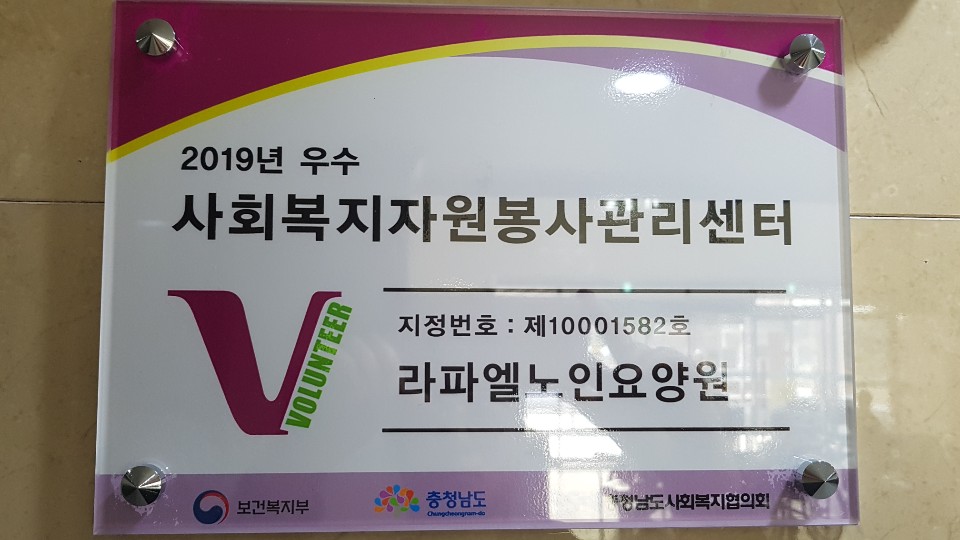 2019년 우수
사회복지자원봉사관리센터
V
VOLUNTEER
지정번호 : 제10001582호
라파엘노인요양원
보건복지부
충청남도
Chungcheongnam-do
충청남도사회복지협의회